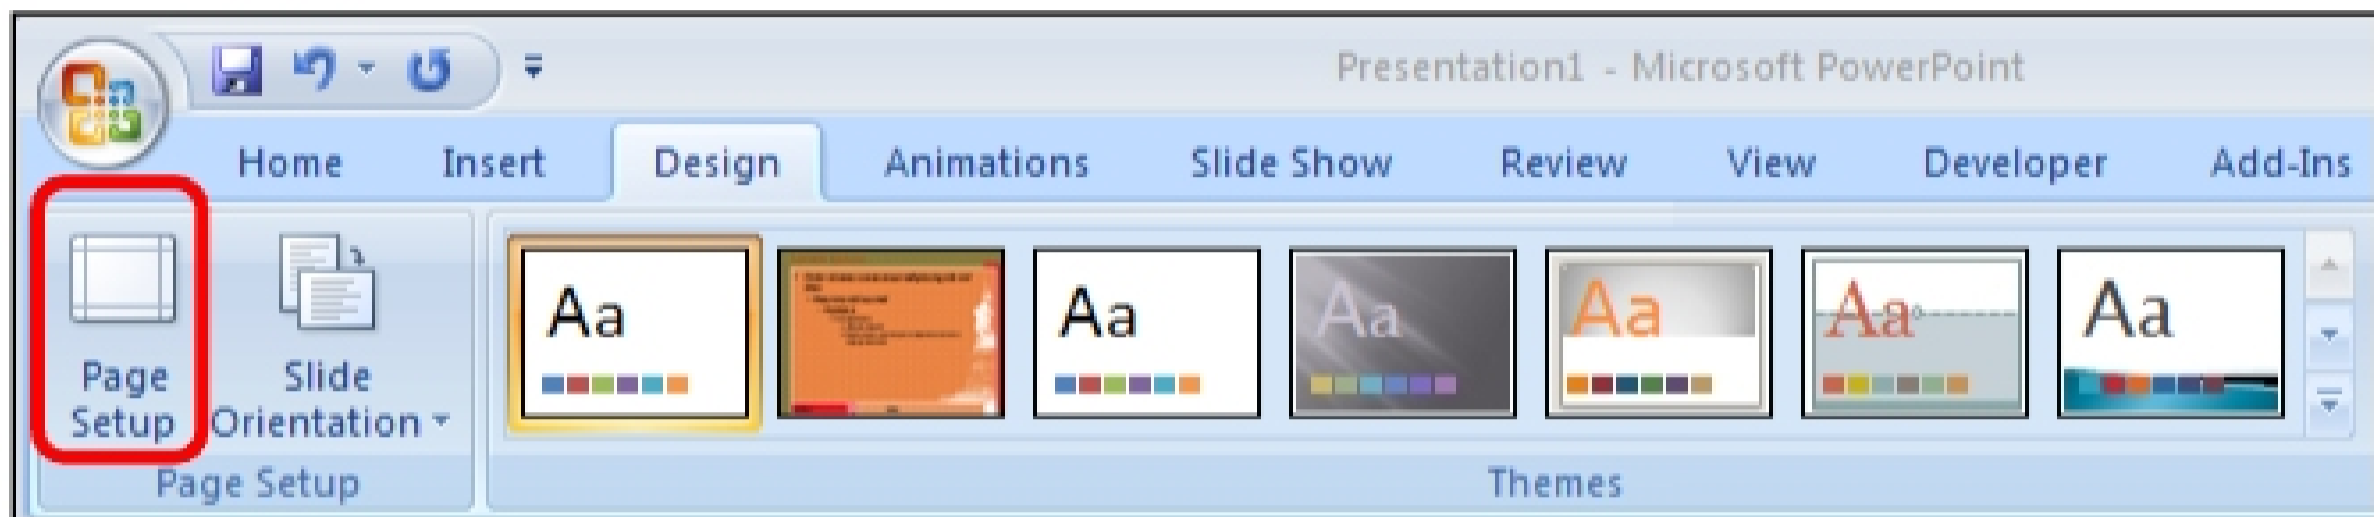 Presentation1 - Microsoft PowerPoint
Home Insert Design Animations Slide Show Review View Developer Add-Ins
Page
Setup
Slide
Orientation
Aa Aa Aa Aa Aa Aa
Page Setup Themes